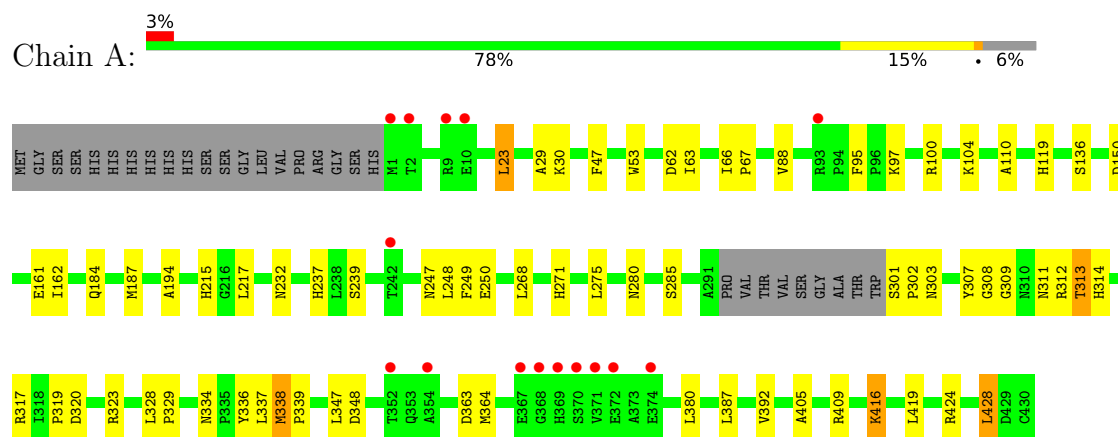 3%
Chain A:
78% 15% • 6%
MET GLY SER SER HIS HIS HIS HIS HIS HIS SER SER GLY LEU VAL PRO ARG GLY SER HIS M1 T2 R9 E10 L23 A29 K30 F47 W53 D62 I63 I66 P67 V88 R93 P94 F95 P96 K97 R100 K104 A110 H119 S136 D150
E161 I162 Q184 M187 A194 H215 G216 L217 N232 H237 L238 S239 T242 N247 L248 F249 E250 L268 H271 L275 N280 S285 A291 PRO VAL THR VAL SER GLY ALA THR TRP S301 P302 N303 Y307 G308 G309 N310 N311 R312 T313 H314
R317 I318 P319 D320 R323 L328 P329 N334 P335 Y336 L337 M338 P339 L347 D348 T352 Q353 A354 D363 M364 E367 G368 H369 S370 V371 E372 A373 E374 L380 L387 V392 A405 R409 K416 L419 R424 L428 D429 C430